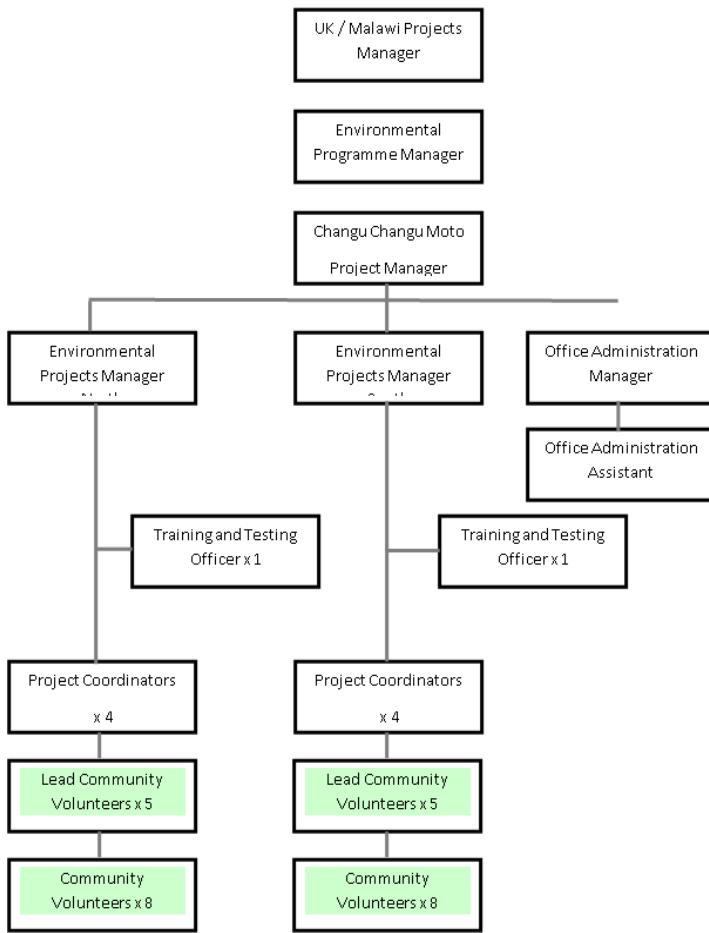 UK / Malawi Projects
Manager
Environmental
Programme Manager
Changu Changu Moto
Project Manager
Environmental
Projects Manager
Environmental
Projects Manager
Office Administration
Manager
Office Administration
Assistant
Training and Testing
Officer x 1
Training and Testing
Officer x 1
Project Coordinators
x 4
Project Coordinators
x 4
Lead Community
Volunteers x 5
Lead Community
Volunteers x 5
Community
Volunteers x 8
Community
Volunteers x 8